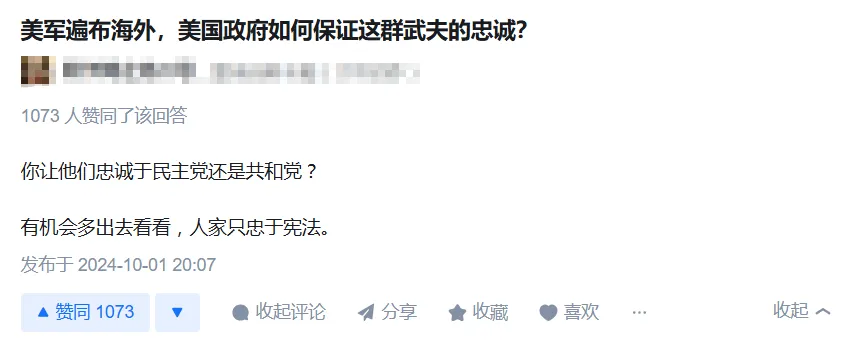 美军遍布海外，美国政府如何保证这群武夫的忠诚？
1073 人赞同了该回答
你让他们忠诚于民主党还是共和党？
有机会多出去看看，人家只忠于宪法。
发布于 2024-10-01 20:07
赞同 1073 收起评论 分享 收藏 喜欢 ··· 收起